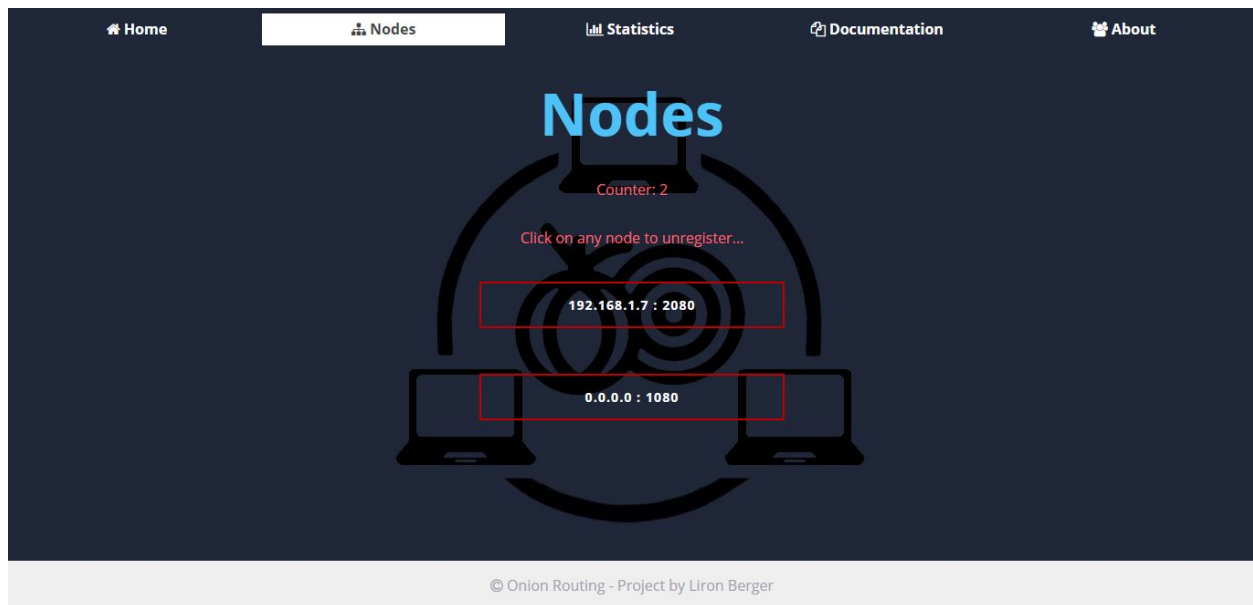 Home Nodes Statistics Documentation About
Nodes
Counter: 2
Click on any node to unregister...
192.168.1.7 : 2080
0.0.0.0 : 1080
© Onion Routing - Project by Liron Berger